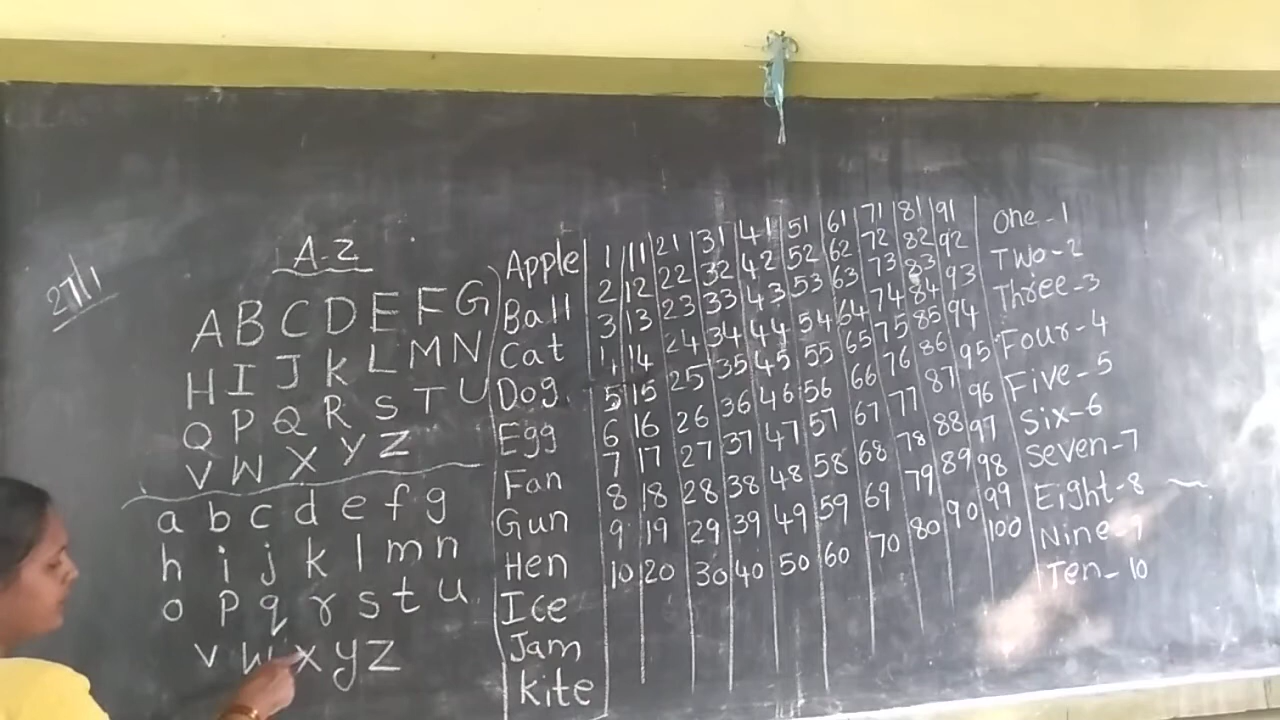 27/1
A-Z
A B C D E F G
H I J K L M N
O P Q R S T U
V W X Y Z
a b c d e f g
h i j k l m n
o p q r s t u
v w x y z
Apple
Ball
Cat
Dog
Egg
Fan
Gun
Hen
Ice
Jam
Kite
1 11 21 31 41 51 61 71 81 91
2 12 22 32 42 52 62 72 82 92
3 13 23 33 43 53 63 73 83 93
14 24 34 44 54 64 74 84 94
5 15 25 35 45 55 65 75 85 95
6 16 26 36 46 56 66 76 86 96
7 17 27 37 47 57 67 77 87 97
8 18 28 38 48 58 68 78 88 98
9 19 29 39 49 59 69 79 89 99
10 20 30 40 50 60 70 80 90 100
One-1
Two-2
Three-3
Four-4
Five-5
Six-6
Seven-7
Eight-8
Nine-9
Ten-10